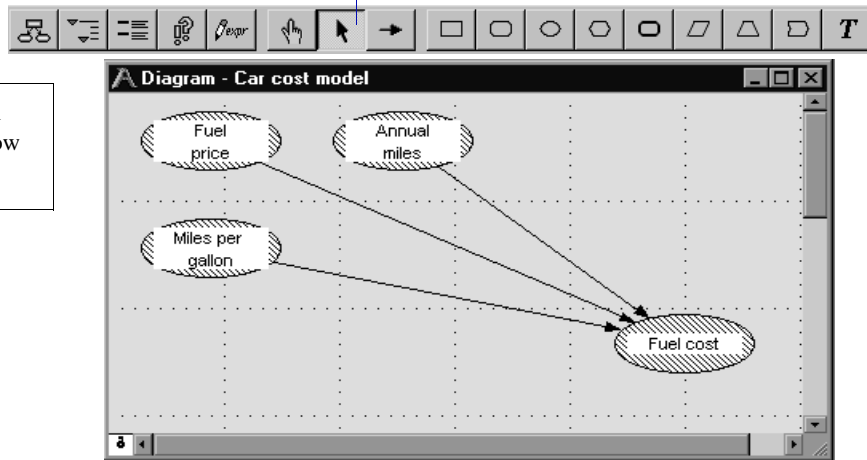 expr
T
ow
Diagram - Car cost model
Fuel
price
Annual
miles
Miles per
gallon
Fuel cost